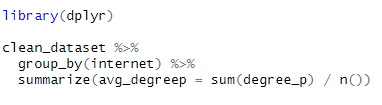 library(dplyr)
clean_dataset %>%
group_by(internet) %>%
summarize(avg_degreep = sum(degree_p) / n())